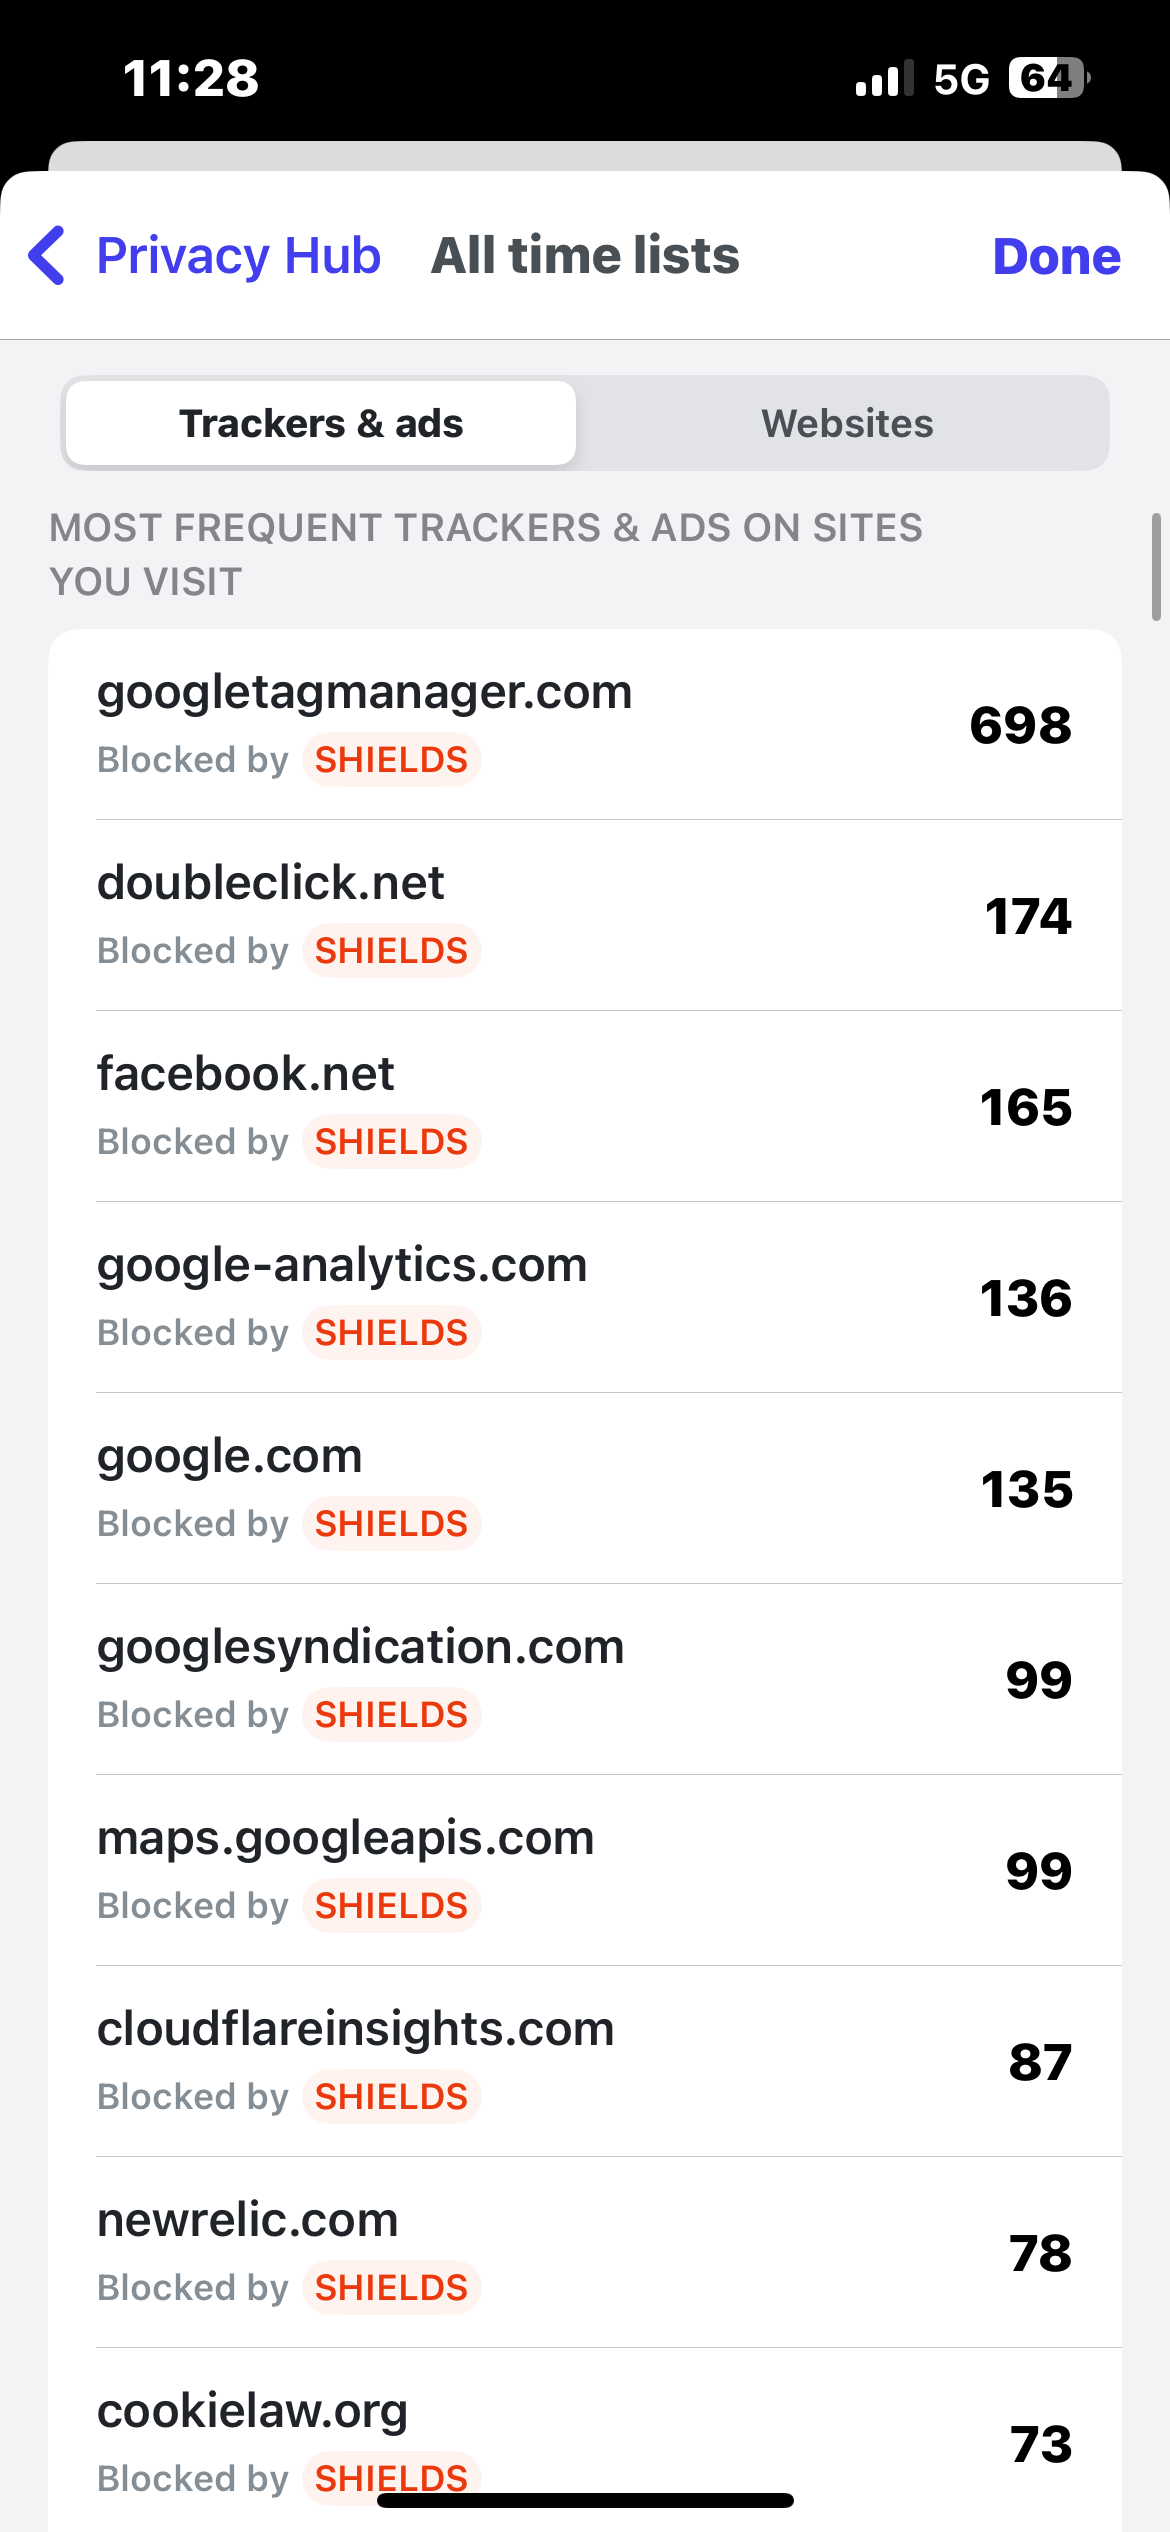 11:28
5G
64
Privacy Hub
All time lists
Done
Trackers & ads
Websites
MOST FREQUENT TRACKERS & ADS ON SITES
YOU VISIT
googletagmanager.com
698
Blocked by SHIELDS
doubleclick.net
174
Blocked by SHIELDS
facebook.net
165
Blocked by SHIELDS
google-analytics.com
136
Blocked by SHIELDS
google.com
135
Blocked by SHIELDS
googlesyndication.com
99
Blocked by SHIELDS
maps.googleapis.com
99
Blocked by SHIELDS
cloudflareinsights.com
87
Blocked by SHIELDS
newrelic.com
78
Blocked by SHIELDS
cookielaw.org
73
Blocked by SHIELDS